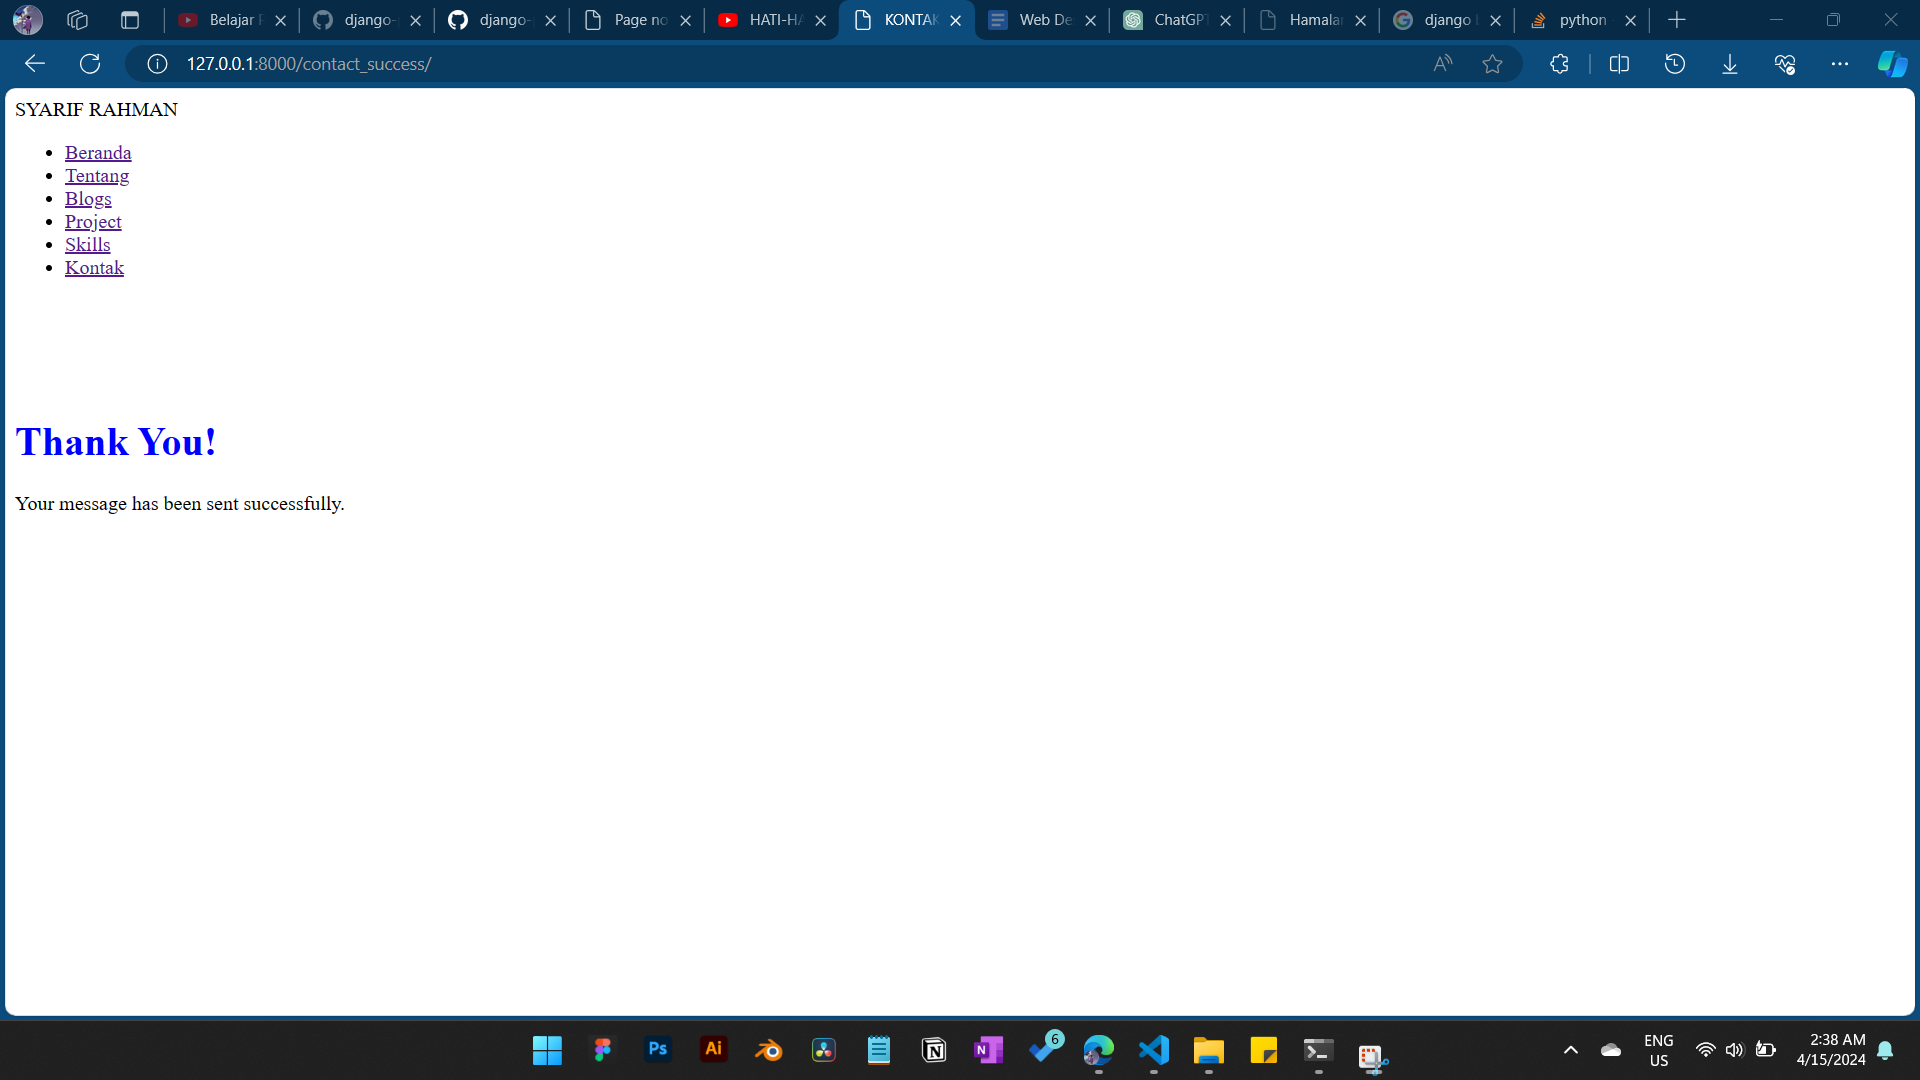 Belajar
django-
django-
Page no
HATI-HA
KONTAK
Web De
ChatGPT
Hamala
django
python
127.0.0.1:8000/contact_success/
SYARIF RAHMAN
Beranda
Tentang
Blogs
Project
Skills
Kontak
Thank You!
Your message has been sent successfully.
Ps
Ai
N
N
6
ENG
US
2:38 AM
4/15/2024